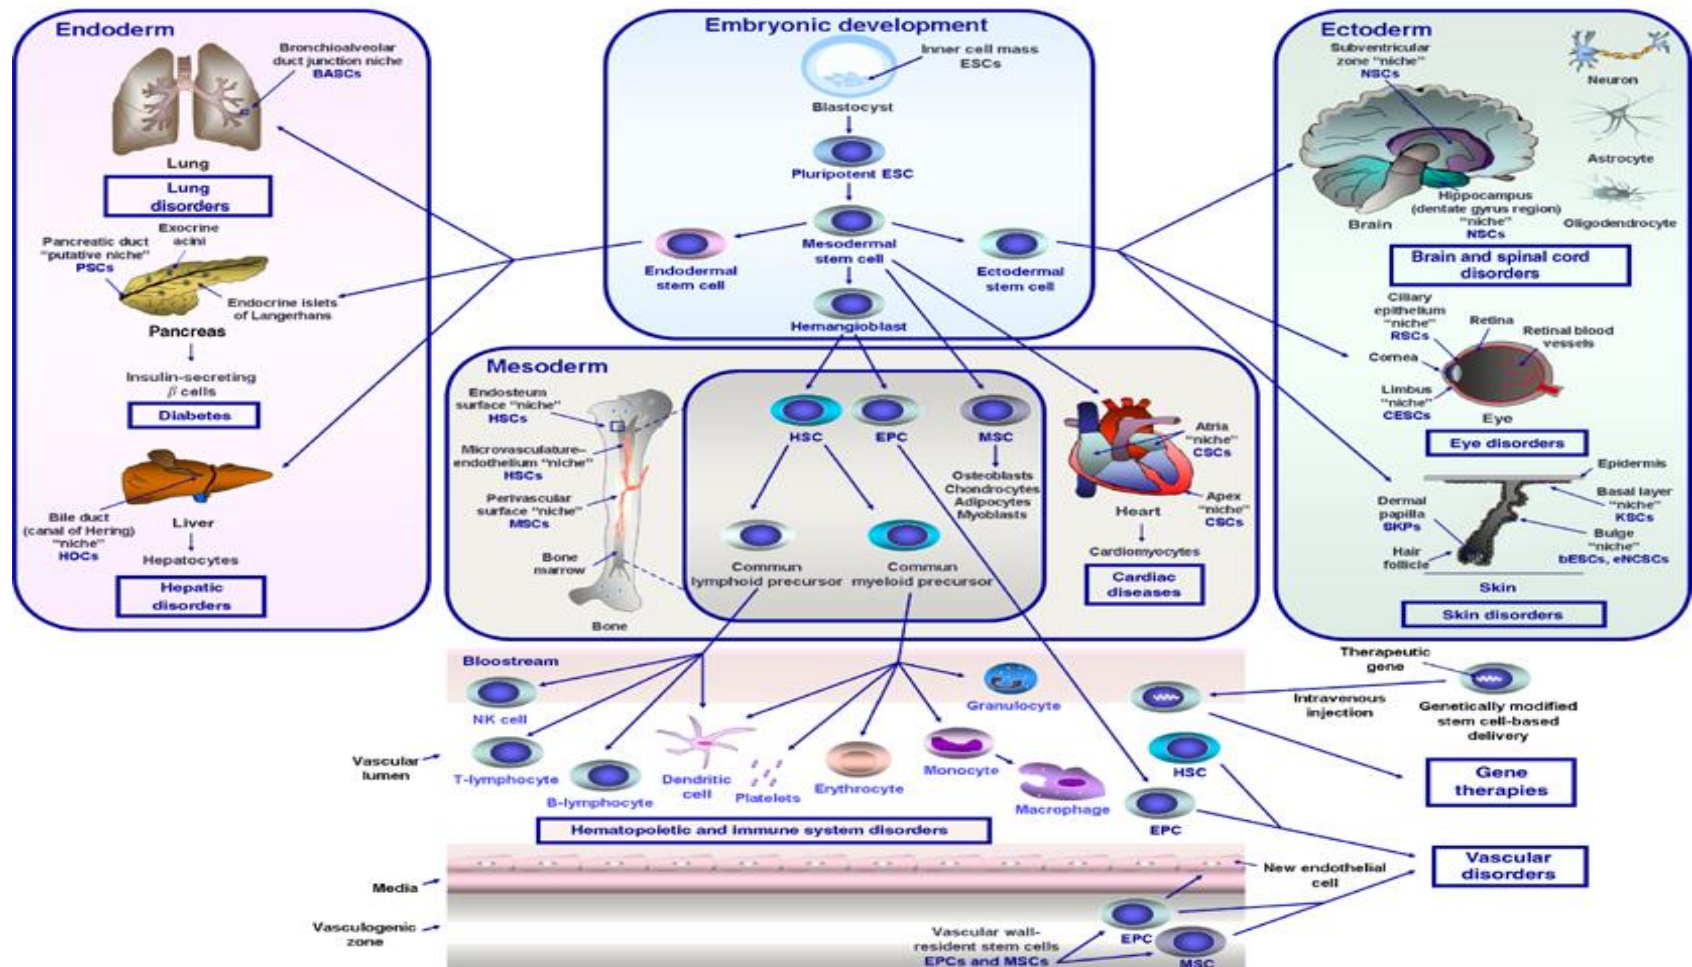 Endoderm
Bronchioalveolar
duct junction niche
BASCs
Lung
Lung
disorders
Exocrine
acini
Pancreatic duct
"putative niche"
PSCs
Endocrine islets
of Langerhans
Pancreas
Insulin-secreting
β cells
Diabetes
Bile duct
(canal of Hering)
"niche"
HOCs
Liver
Hepatocytes
Hepatic
disorders
Embryonic development
Inner cell mass
ESCs
Blastocyst
Pluripotent ESC
Mesodermal
stem cell
Endodermal
stem cell
Ectodermal
stem cell
Hemangioblast
Mesoderm
Endosteum
surface "niche"
HSCs
Microvasculature–
endothelium "niche"
HSCs
Perivascular
surface "niche"
MSCs
Bone
marrow
Bone
HSC
EPC
MSC
Osteoblasts
Chondrocytes
Adipocytes
Myoblasts
Commun
lymphoid precursor
Commun
myeloid precursor
Atria
"niche"
CSCs
Apex
"niche"
CSCs
Heart
Cardiomyocytes
Cardiac
diseases
Ectoderm
Subventricular
zone "niche"
NSCs
Neuron
Astrocyte
Oligodendrocyte
Hippocampus
(dentate gyrus region)
"niche"
NSCs
Brain
Brain and spinal cord
disorders
Ciliary
epithelium
"niche"
RSCs
Retina
Retinal blood
vessels
Cornea
Limbus
"niche"
CESCs
Eye
Eye disorders
Epidermis
Basal layer
"niche"
KSCs
Dermal
papilla
SKPs
Bulge
"niche"
bESCs, eNCSCs
Hair
follicle
Skin
Skin disorders
Bloostream
NK cell
Granulocyte
Vascular
lumen
T-lymphocyte
B-lymphocyte
Dendritic
cell
Platelets
Erythrocyte
Monocyte
Macrophage
HSC
EPC
Hematopoietic and immune system disorders
Therapeutic
gene
Intravenous
injection
Genetically modified
stem cell-based
delivery
Gene
therapies
Vascular
disorders
New endothelial
cell
Media
Vasculogenic
zone
Vascular wall-
resident stem cells
EPCs and MSCs
EPC
MSC